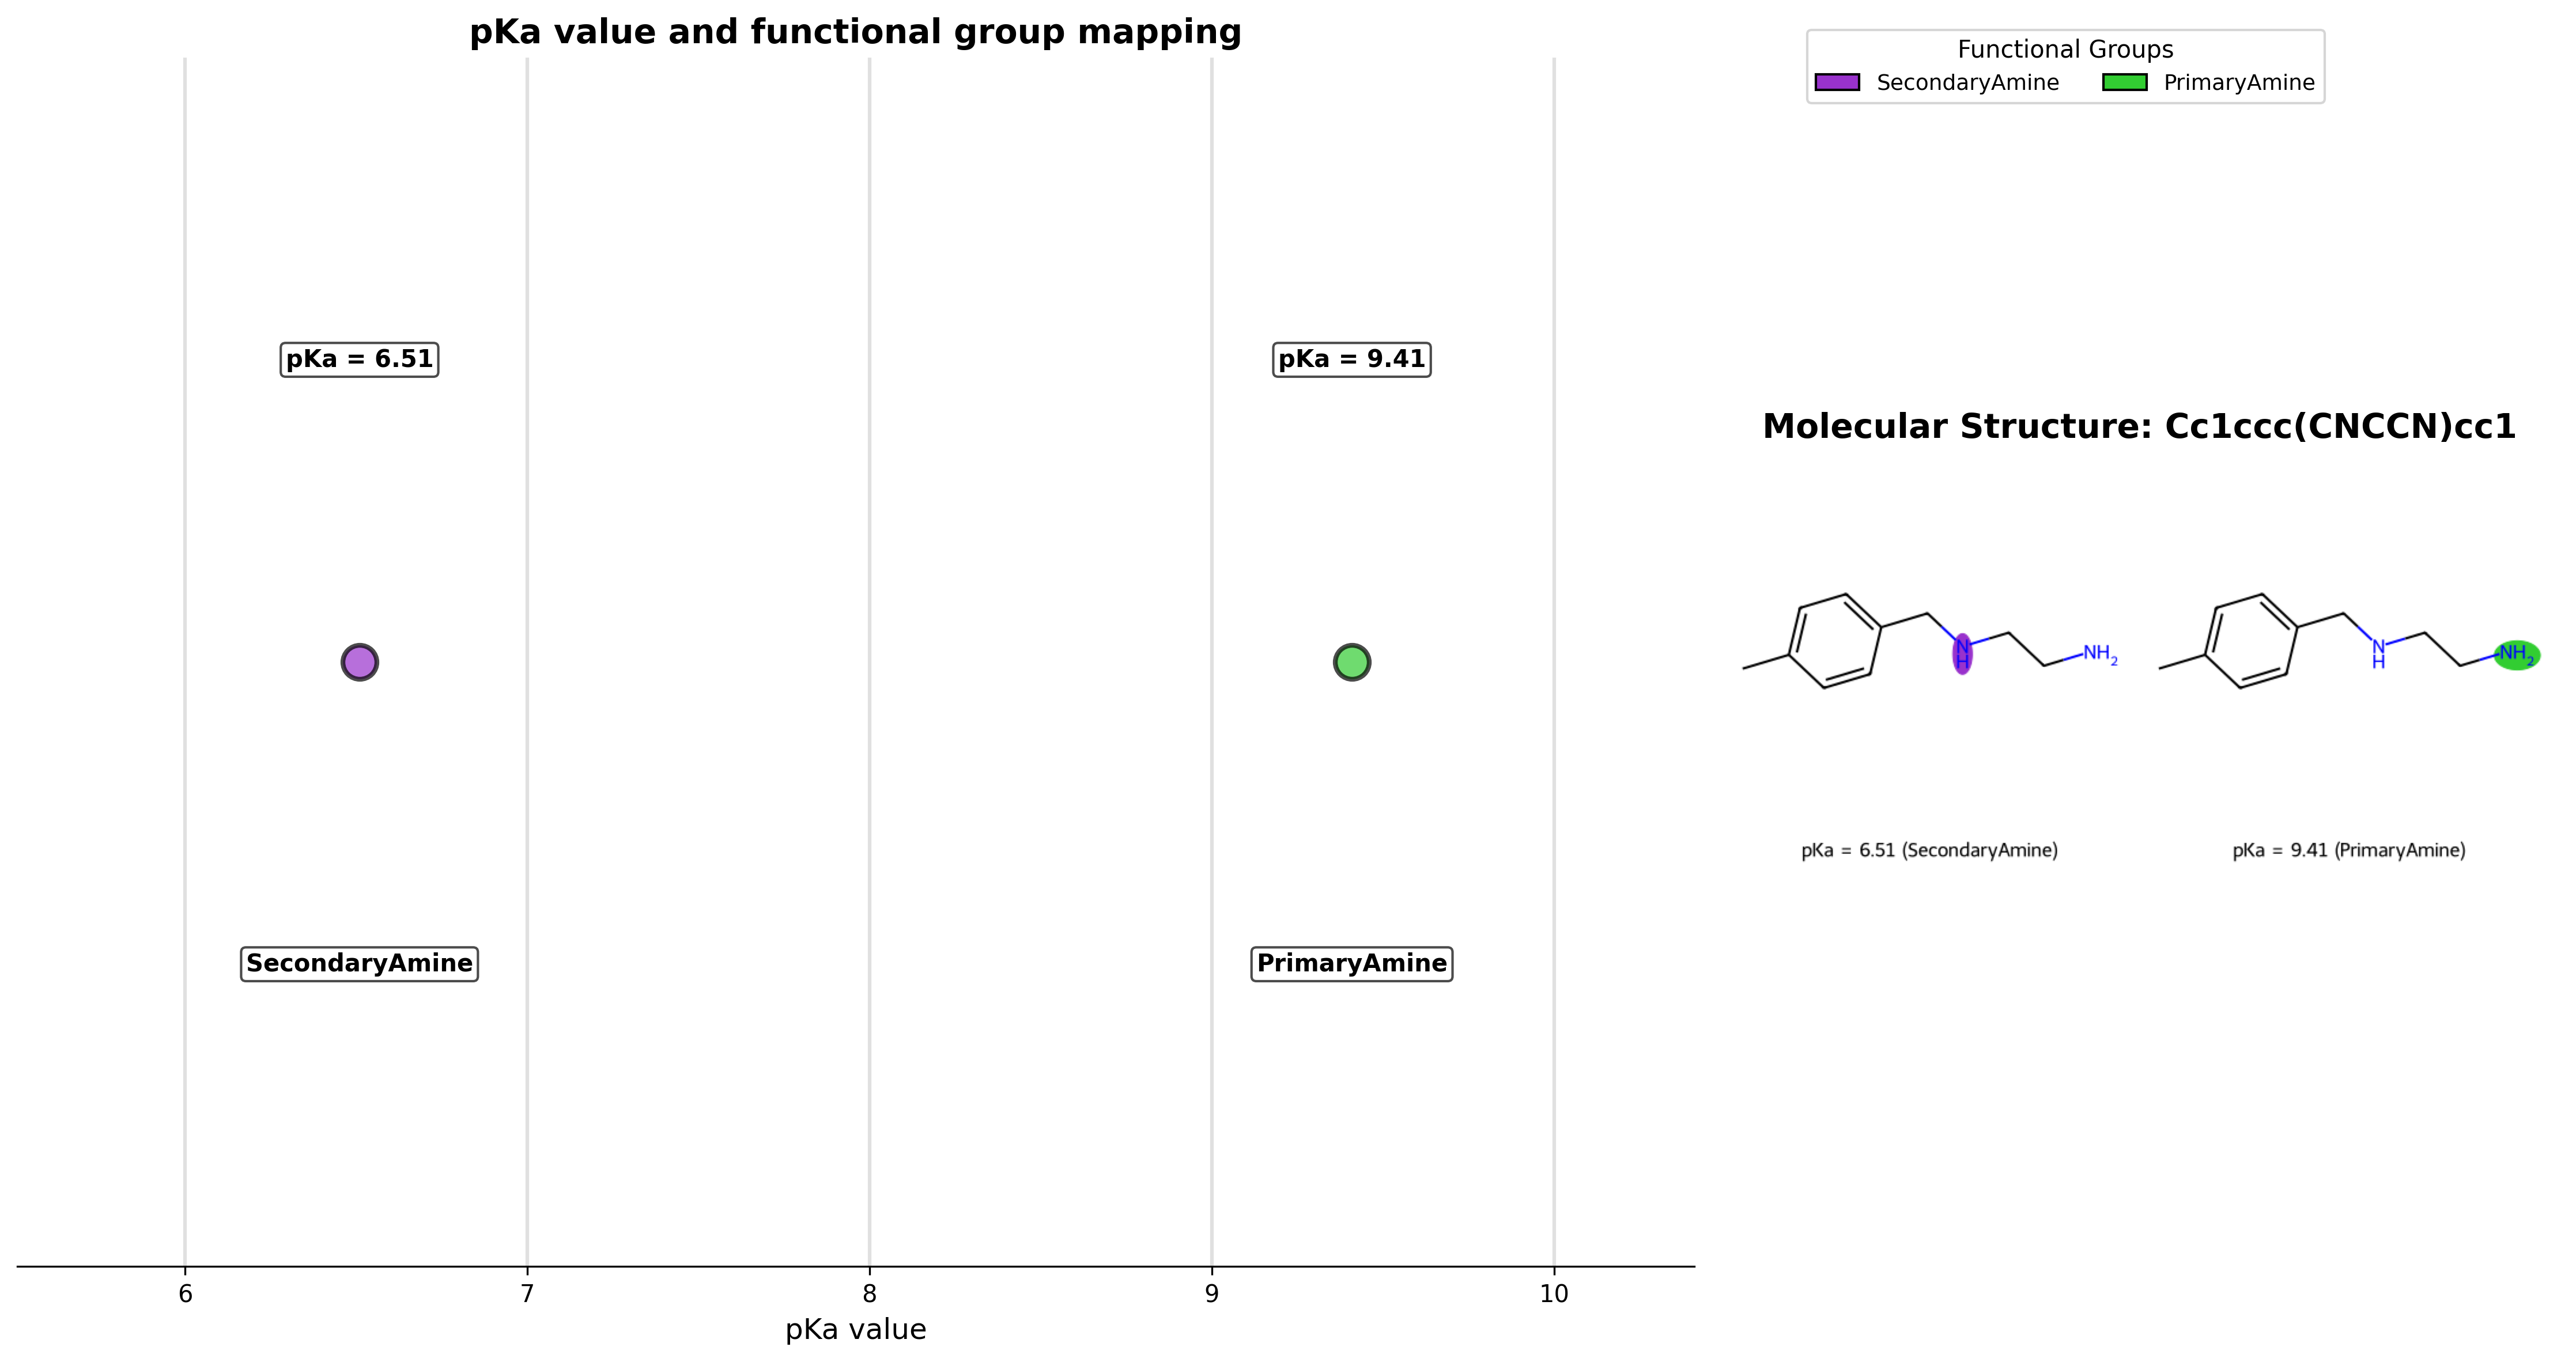 pKa value and functional group mapping
pKa = 6.51
pKa = 9.41
SecondaryAmine
PrimaryAmine
6 7 8 9 10
pKa value
Functional Groups
SecondaryAmine PrimaryAmine
Molecular Structure: Cc1ccc(CNCCN)cc1
N
H
NH2
N
H
NH2
pKa = 6.51 (SecondaryAmine)
pKa = 9.41 (PrimaryAmine)